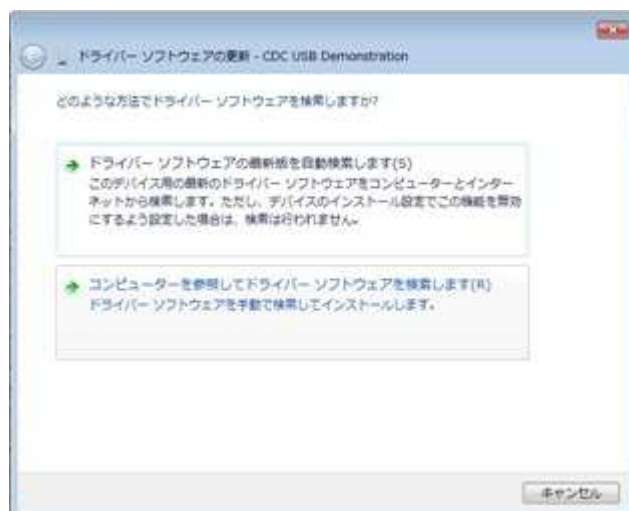 ドライバー ソフトウェアの更新 - CDC USB Demonstration
どのような方法でドライバー ソフトウェアを検索しますか?
ドライバー ソフトウェアの最新版を自動検索します(S)
このデバイス用の最新のドライバー ソフトウェアをコンピューターとインター
ネットから検索します。ただし、デバイスのインストール設定でこの機能を無効
にするよう設定した場合は、検索は行われません。
コンピューターを参照してドライバー ソフトウェアを検索します(R)
ドライバー ソフトウェアを手動で検索してインストールします。
キャンセル